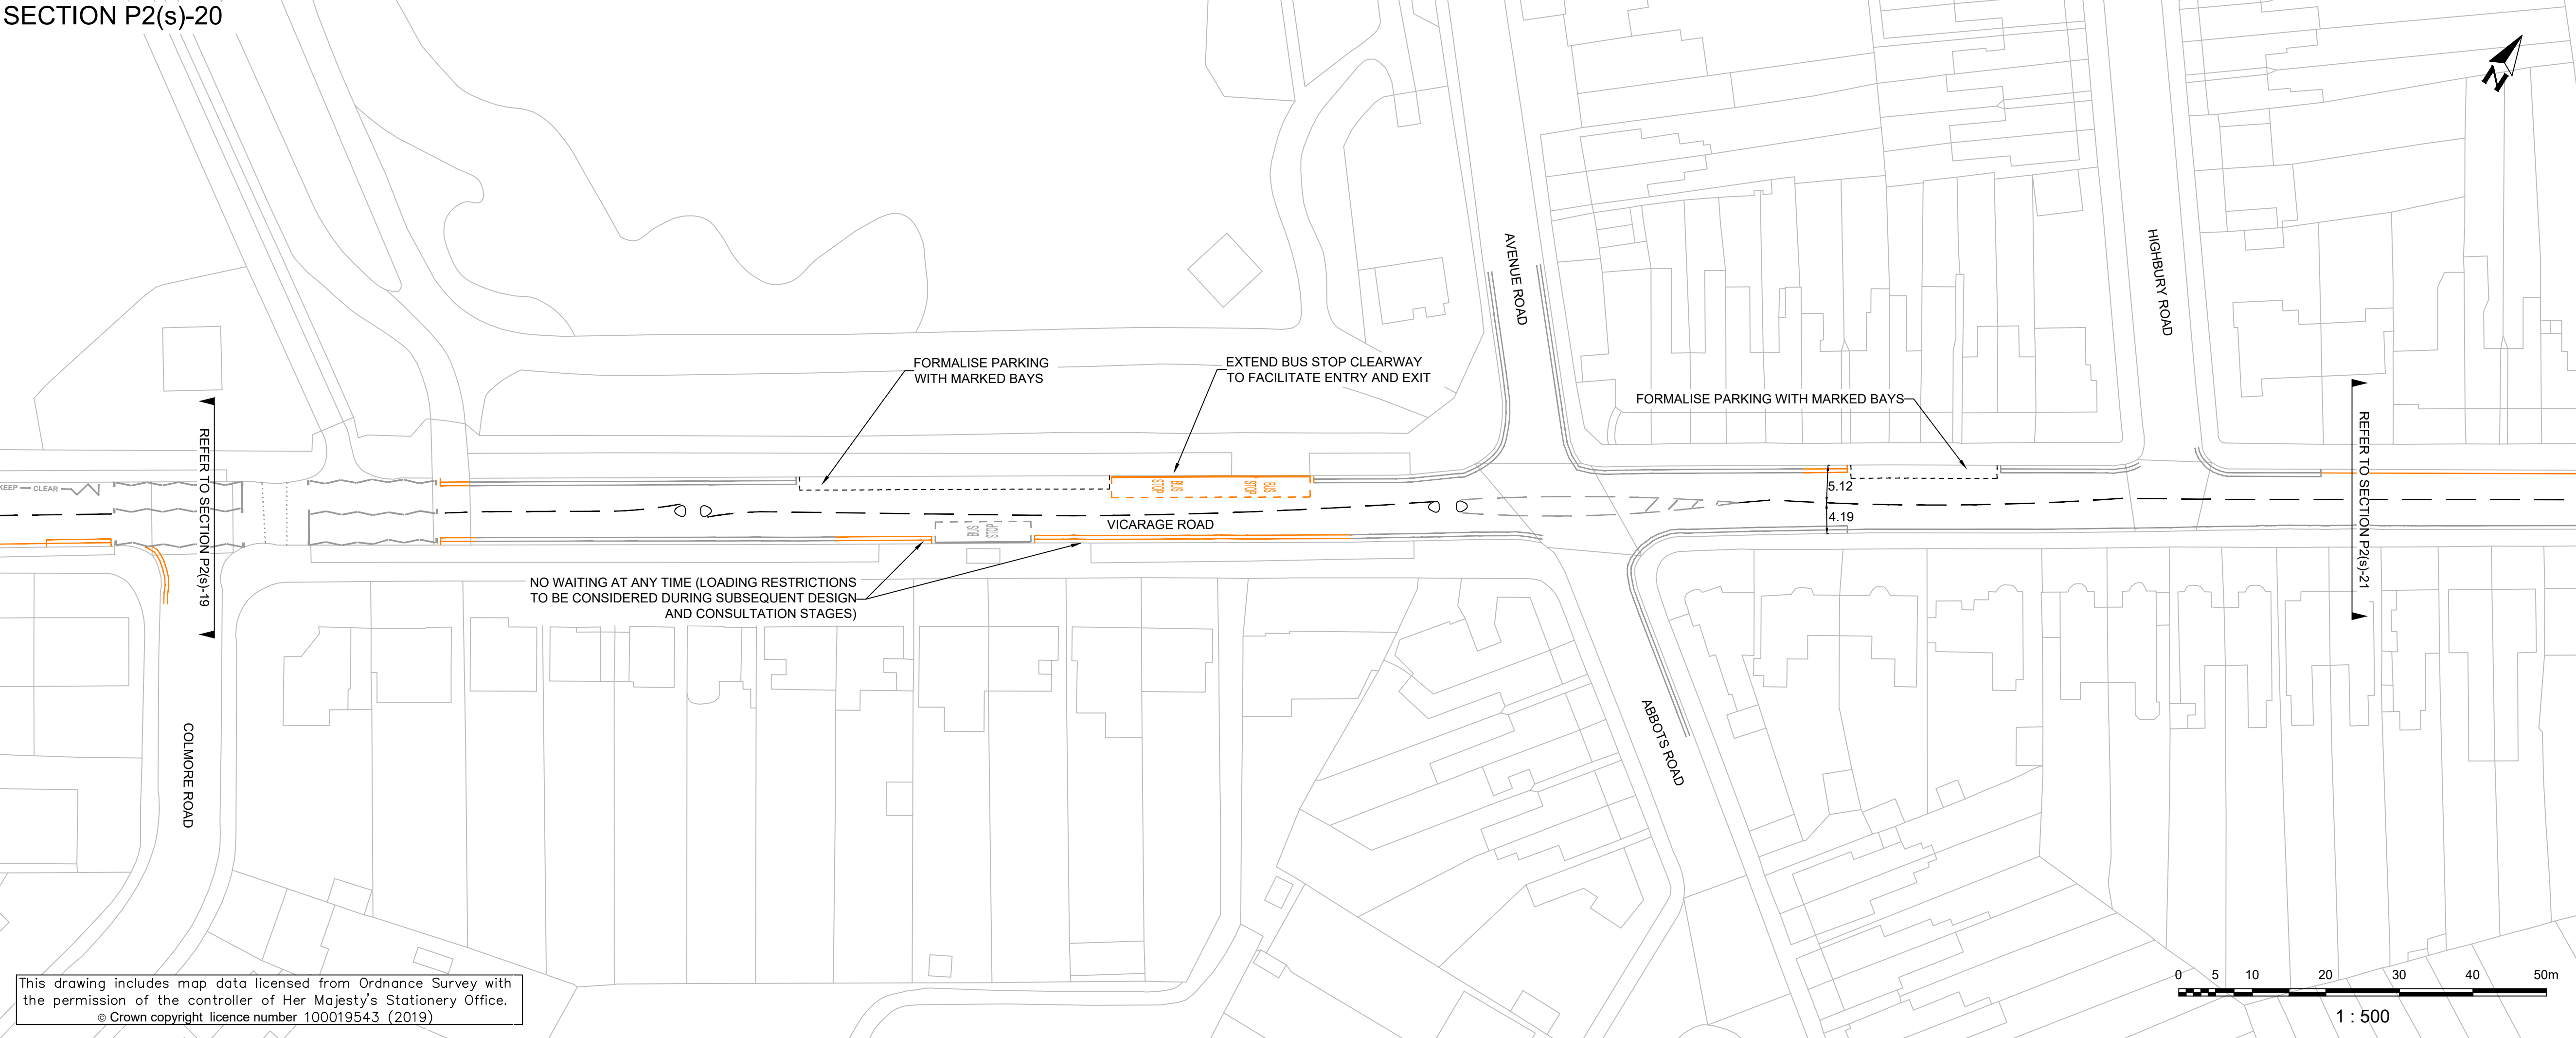 SECTION P2(s)-20
N
AVENUE ROAD
HIGHBURY ROAD
FORMALISE PARKING
WITH MARKED BAYS
EXTEND BUS STOP CLEARWAY
TO FACILITATE ENTRY AND EXIT
FORMALISE PARKING WITH MARKED BAYS
REFER TO SECTION P2(s)-19
REFER TO SECTION P2(s)-21
KEEP CLEAR
BUS
STOP
BUS
STOP
5.12
4.19
BUS
STOP
VICARAGE ROAD
NO WAITING AT ANY TIME (LOADING RESTRICTIONS
TO BE CONSIDERED DURING SUBSEQUENT DESIGN
AND CONSULTATION STAGES)
COLMORE ROAD
ABBOTS ROAD
This drawing includes map data licensed from Ordnance Survey with
the permission of the controller of Her Majesty's Stationery Office.
© Crown copyright licence number 100019543 (2019)
0 5 10 20 30 40 50m
1 : 500